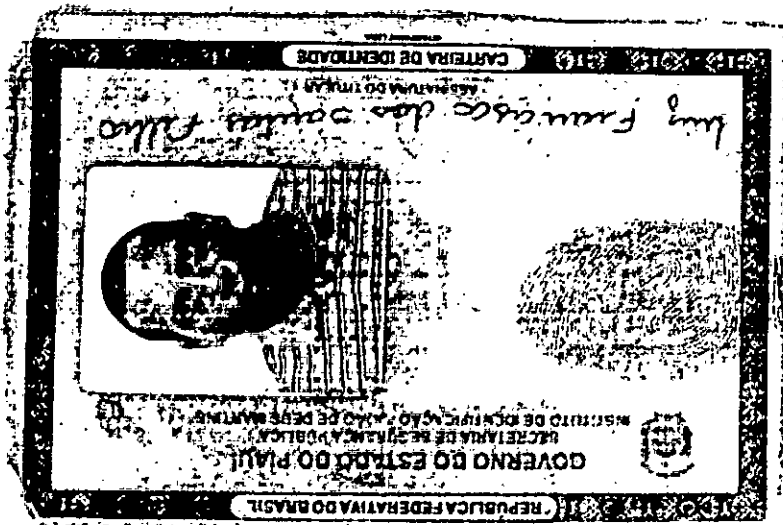 REPÚBLICA FEDERATIVA DO BRASIL
GOVERNO DO ESTADO DO PIAUÍ
SECRETARIA DE SEGURANÇA PÚBLICA
INSTITUTO DE IDENTIFICAÇÃO "JOÃO DE DEUS MARTINS"
Luiz Francisco dos Santos Filho
ASSINATURA DO TITULAR
CARTEIRA DE IDENTIDADE